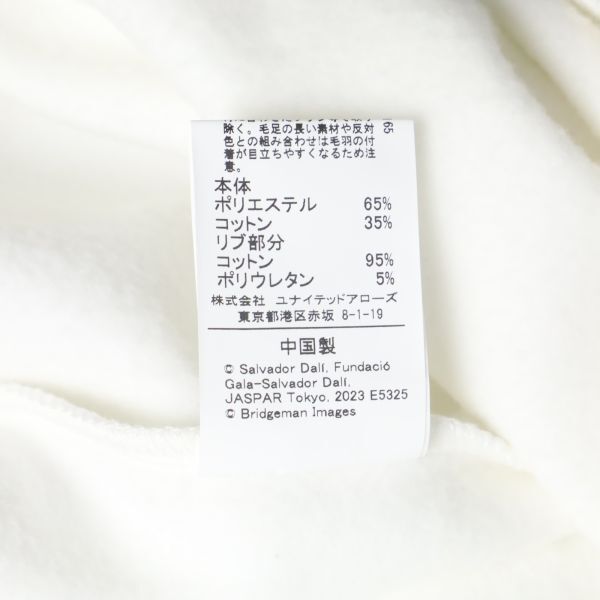 除く。毛足の長い素材や反対
色との組み合わせは毛羽の付
着が目立ちやすくなるため注
意。
65
本体
ポリエステル 65%
コットン 35%
リブ部分
コットン 95%
ポリウレタン 5%
株式会社 ユナイテッドアローズ
東京都港区赤坂 8-1-19
中国製
© Salvador Dalí, Fundació
Gala-Salvador Dalí,
JASPAR Tokyo, 2023 E5325
© Bridgeman Images